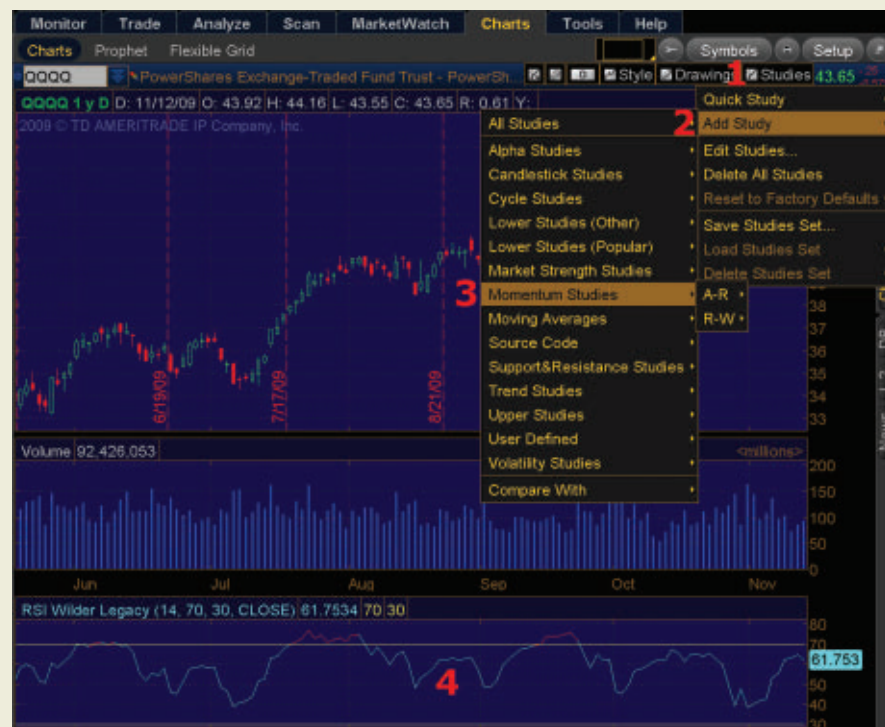 Monitor Trade Analyze Scan MarketWatch Charts Tools Help
Charts Prophet Flexible Grid Symbols Setup
1
QQQQ PowerShares Exchange-Traded Fund Trust - PowerSh... Style Drawings Studies 43.65
QQQQ 1 y D D: 11/12/09 O: 43.92 H: 44.16 L: 43.55 C: 43.65 R: 0.61 Y:
2009 © TD AMERITRADE IP Company, Inc.
Quick Study
2
Add Study
Edit Studies...
Delete All Studies
Reset to Factory Defaults
Save Studies Set...
Load Studies Set
Delete Studies Set
All Studies
Alpha Studies
Candlestick Studies
Cycle Studies
Lower Studies (Other)
Lower Studies (Popular)
Market Strength Studies
3
Momentum Studies
Moving Averages
Source Code
Support&Resistance Studies
Trend Studies
Upper Studies
User Defined
Volatility Studies
Compare With
A-R
R-W
38
37
36
35
34
33
6/19/09
7/17/09
8/21/09
Volume 92,426,053
<millions>
200
150
100
50
0
Jun Jul Aug Sep Oct Nov
RSI Wilder Legacy (14, 70, 30, CLOSE) 61.7534 70 30
80
70
61.753
50
40
30
4